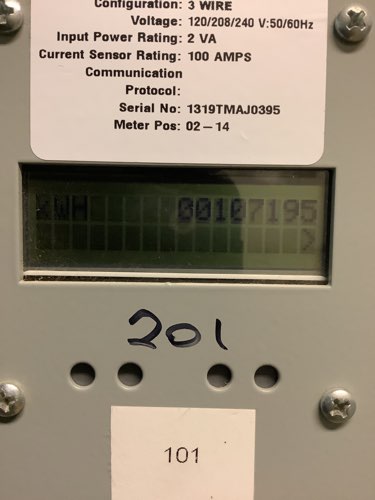 Configuration: 3 WIRE
Voltage: 120/208/240 V:50/60Hz
Input Power Rating: 2 VA
Current Sensor Rating: 100 AMPS
Communication
Protocol:
Serial No: 1319TMAJ0395
Meter Pos: 02-14
kWH 00107195
>
201
101